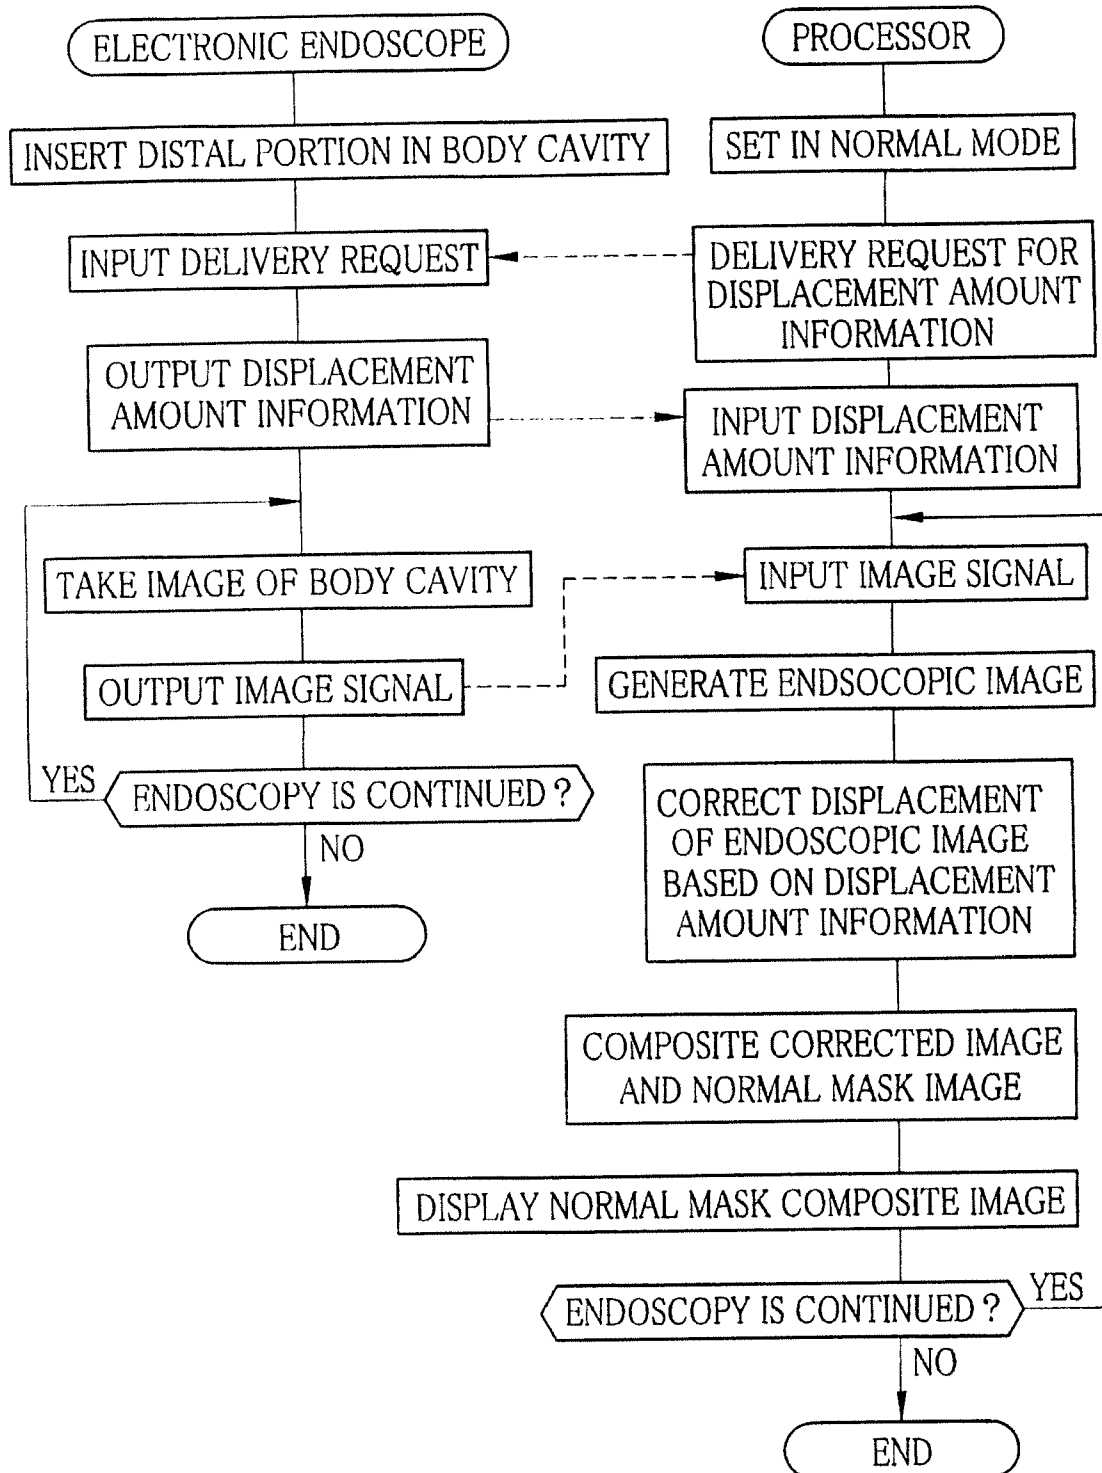 ELECTRONIC ENDOSCOPE
INSERT DISTAL PORTION IN BODY CAVITY
INPUT DELIVERY REQUEST
OUTPUT DISPLACEMENT
AMOUNT INFORMATION
TAKE IMAGE OF BODY CAVITY
OUTPUT IMAGE SIGNAL
YES
ENDOSCOPY IS CONTINUED ?
NO
END
PROCESSOR
SET IN NORMAL MODE
DELIVERY REQUEST FOR
DISPLACEMENT AMOUNT
INFORMATION
INPUT DISPLACEMENT
AMOUNT INFORMATION
INPUT IMAGE SIGNAL
GENERATE ENDSOCOPIC IMAGE
CORRECT DISPLACEMENT
OF ENDOSCOPIC IMAGE
BASED ON DISPLACEMENT
AMOUNT INFORMATION
COMPOSITE CORRECTED IMAGE
AND NORMAL MASK IMAGE
DISPLAY NORMAL MASK COMPOSITE IMAGE
ENDOSCOPY IS CONTINUED ?
YES
NO
END